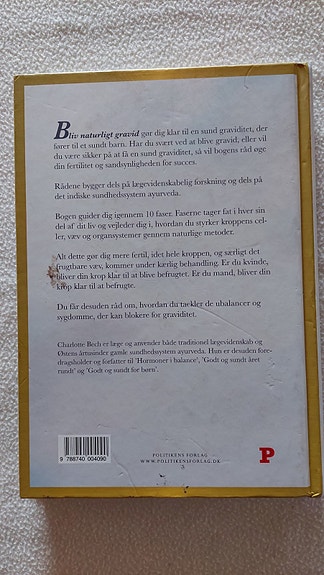 Bliv naturligt gravid gør dig klar til en sund graviditet, der
fører til et sundt barn. Har du svært ved at blive gravid, eller vil
du være sikker på at få en sund graviditet, så vil bogens råd øge
din fertilitet og sandsynligheden for succes.
Rådene bygger dels på lægevidenskabelig forskning og dels på
det indiske sundhedssystem ayurveda.
Bogen guider dig igennem 10 faser. Faserne tager fat i hver sin
del af dit liv og vejleder dig i, hvordan du styrker kroppens cel-
ler, væv og organsystemer gennem naturlige metoder.
Alt dette gør dig mere fertil, idet hele kroppen, og særligt det
frugtbare væv, kommer under kærlig behandling. Er du kvinde,
bliver din krop klar til at blive befrugtet. Er du mand, bliver din
krop klar til at befrugte.
Du får desuden råd om, hvordan du tackler de ubalancer og
sygdomme, der kan blokere for graviditet.
Charlotte Bech er læge og anvender både traditionel lægevidenskab og
Østens årtusinder gamle sundhedssystem ayurveda. Hun er desuden fore-
dragsholder og forfatter til 'Hormoner i balance', 'Godt og sundt året
rundt' og 'Godt og sundt for børn'.
9 788740 004090
POLITIKENS FORLAG
WWW.POLITIKENSFORLAG.DK
P